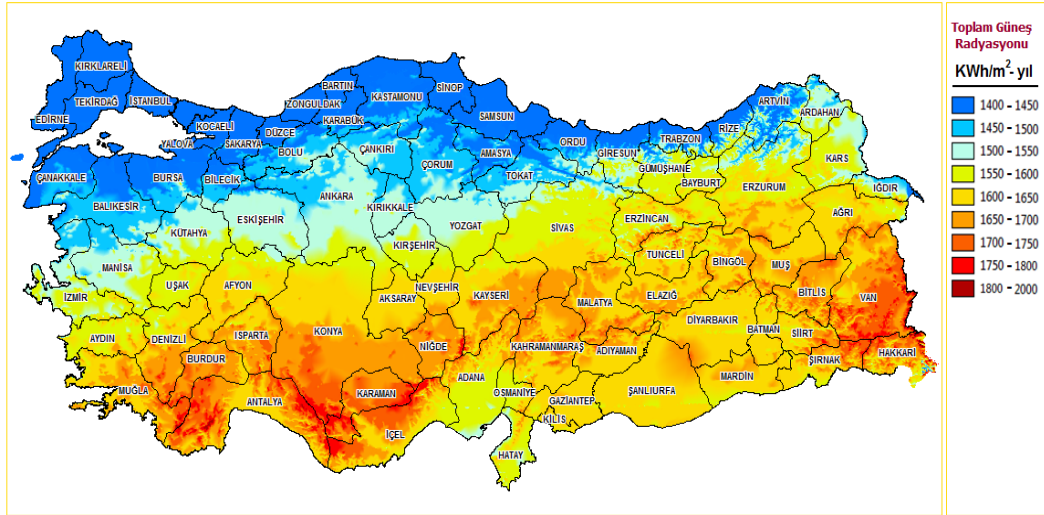 KIRKLARELİ
TEKİRDAĞ
İSTANBUL
EDİRNE
KOCAELİ
YALOVA
SAKARYA
DÜZCE
BOLU
ZONGULDAK
BARTIN
KARABÜK
KASTAMONU
SİNOP
SAMSUN
ÇANKIRI
ÇORUM
AMASYA
TOKAT
ORDU
GİRESUN
TRABZON
RİZE
ARTVİN
ARDAHAN
KARS
GÜMÜŞHANE
BAYBURT
ERZURUM
IĞDIR
AĞRI
ÇANAKKALE
BALIKESİR
BURSA
BİLECİK
KÜTAHYA
ESKİŞEHİR
ANKARA
KIRIKKALE
KIRŞEHİR
YOZGAT
SİVAS
ERZİNCAN
TUNCELİ
BİNGÖL
MUŞ
BİTLİS
VAN
MANİSA
İZMİR
UŞAK
AFYON
AKSARAY
NEVŞEHİR
KAYSERİ
MALATYA
ELAZIĞ
DİYARBAKIR
BATMAN
SİİRT
ŞIRNAK
HAKKARİ
AYDIN
DENİZLİ
ISPARTA
BURDUR
MUĞLA
ANTALYA
KONYA
KARAMAN
NİĞDE
İÇEL
ADANA
KAHRAMANMARAŞ
ADIYAMAN
OSMANİYE
GAZİANTEP
KİLİS
ŞANLIURFA
MARDİN
HATAY
Toplam Güneş
Radyasyonu
KWh/m²- yıl
1400 - 1450
1450 - 1500
1500 - 1550
1550 - 1600
1600 - 1650
1650 - 1700
1700 - 1750
1750 - 1800
1800 - 2000